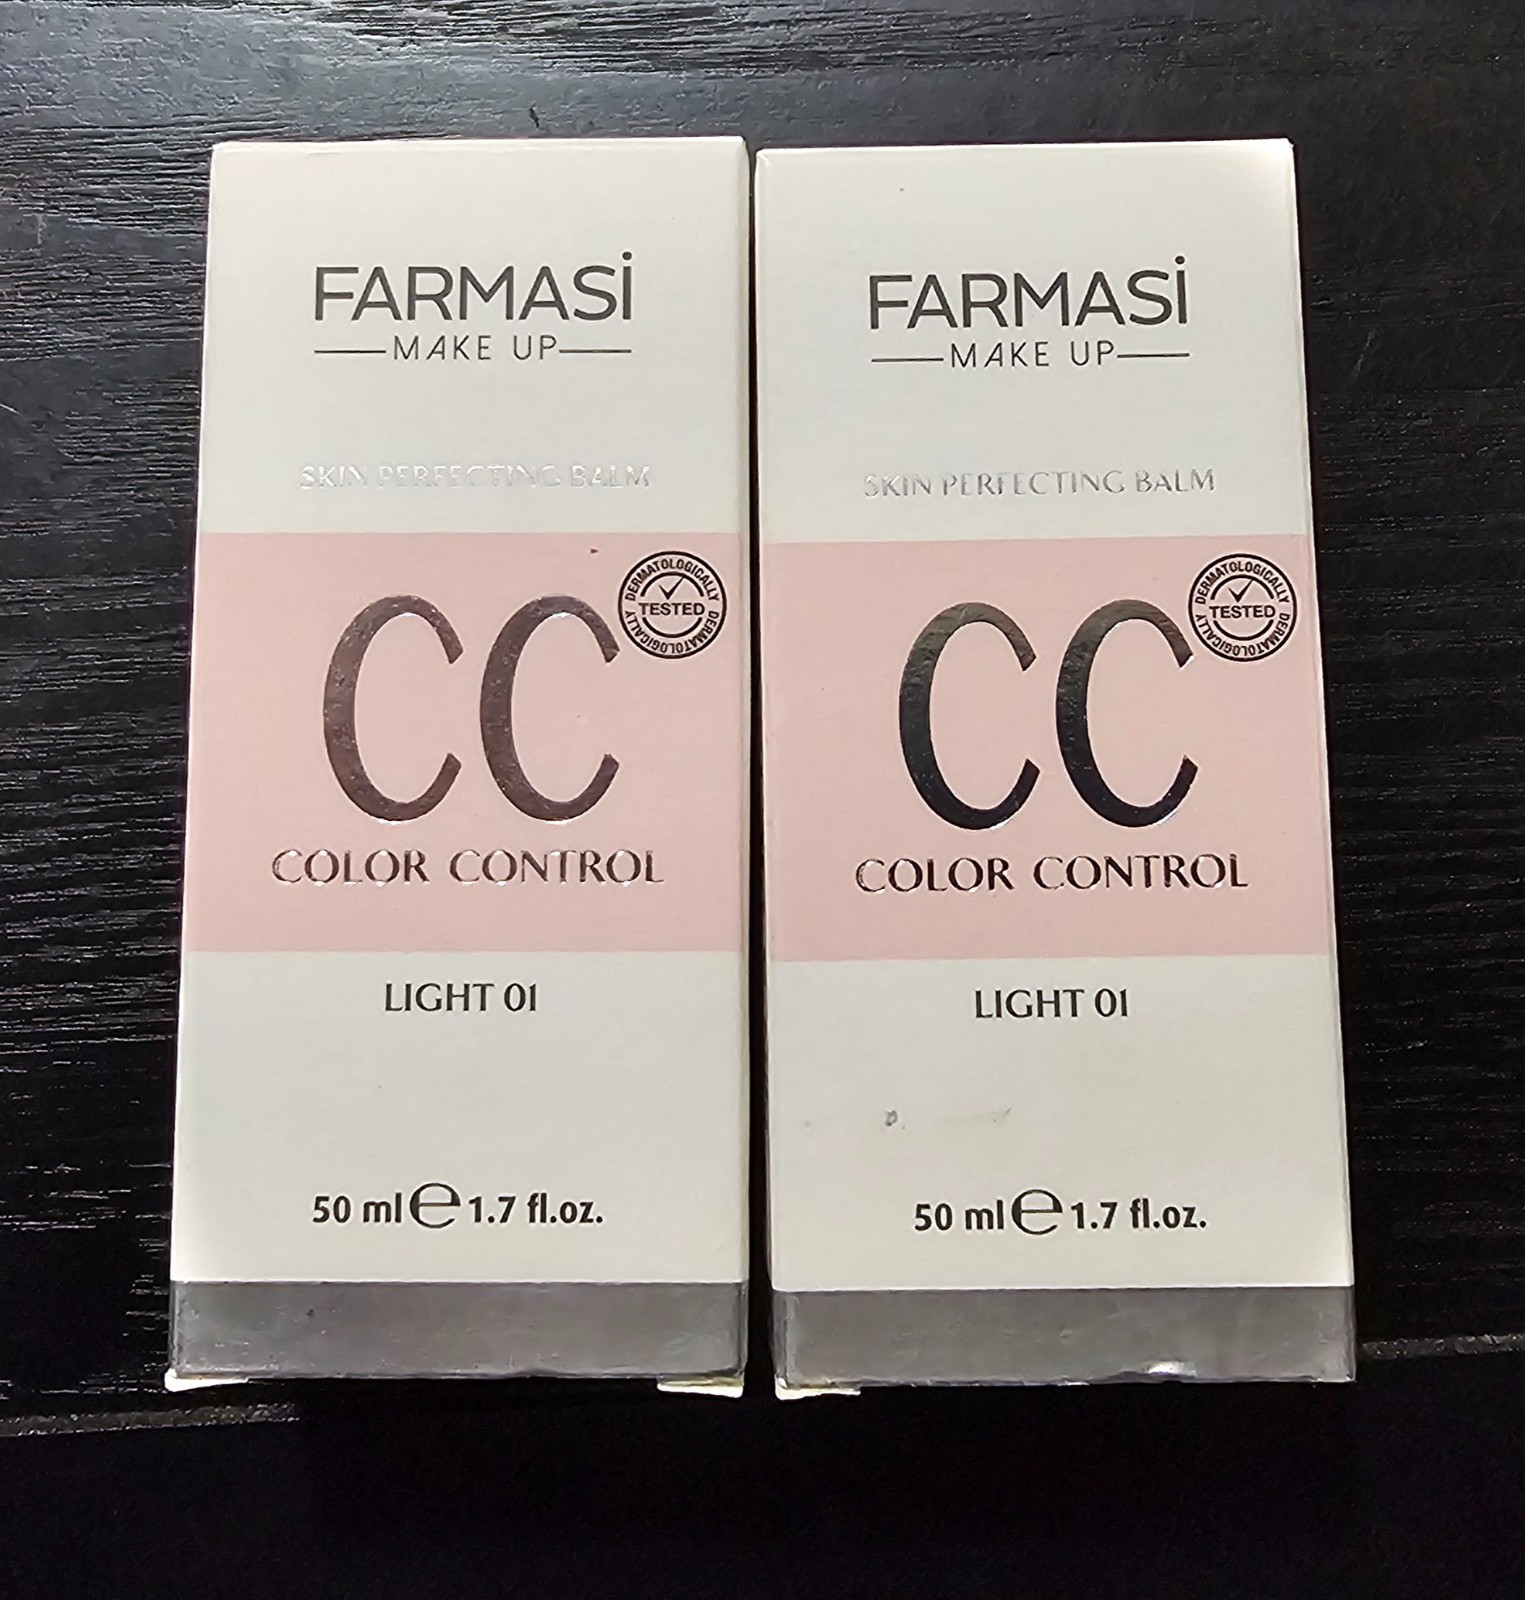 FARMASİ
MAKE UP
SKIN PERFECTING BALM
DERMATOLOGICALLY
TESTED
DERMATOLOGICALLY
CC
COLOR CONTROL
LIGHT 01
50 ml e 1.7 fl.oz.
FARMASİ
MAKE UP
SKIN PERFECTING BALM
DERMATOLOGICALLY
TESTED
DERMATOLOGICALLY
CC
COLOR CONTROL
LIGHT 01
50 ml e 1.7 fl.oz.